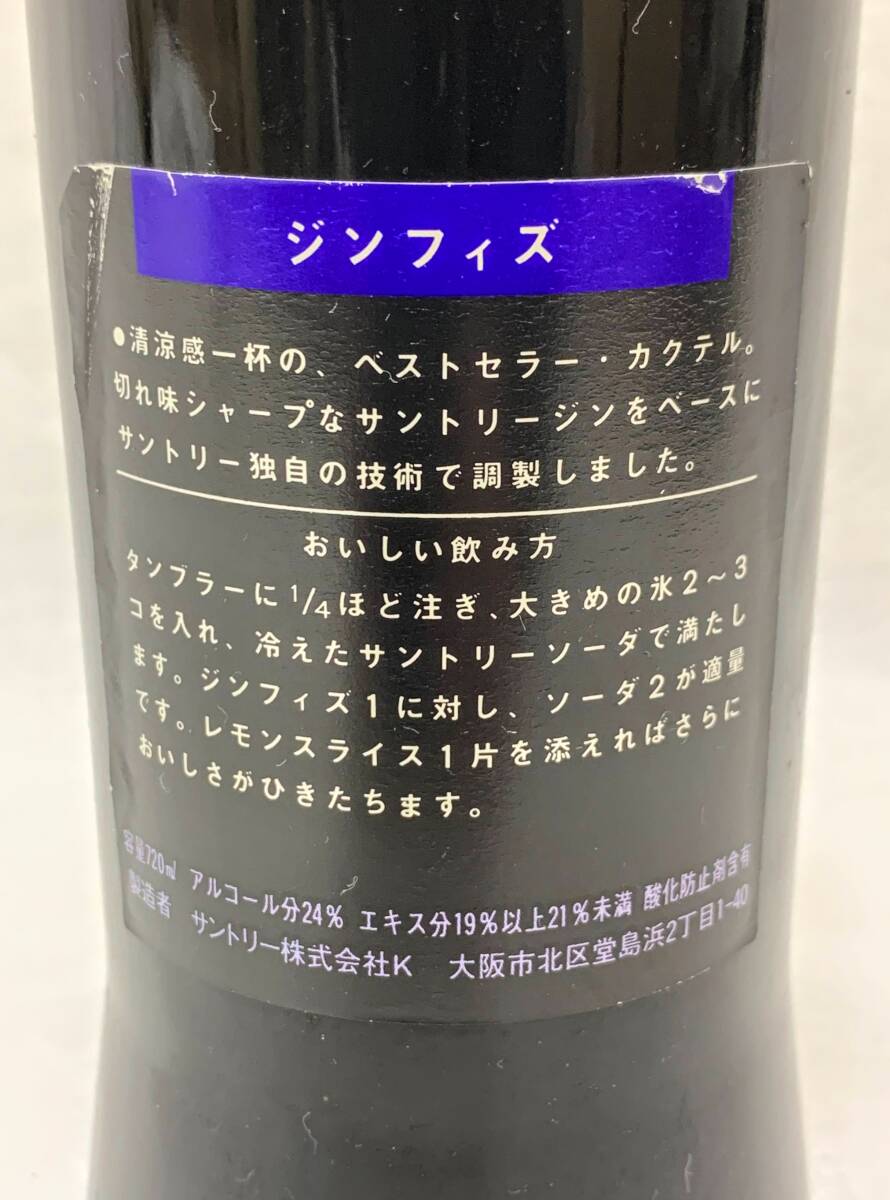 ジンフィズ
●清涼感一杯の、ベストセラー・カクテル。
切れ味シャープなサントリージンをベースに
サントリー独自の技術で調製しました。
おいしい飲み方
タンブラーに1/4ほど注ぎ、大きめの氷2～3
コを入れ、冷えたサントリーソーダで満たし
ます。ジンフィズ1に対し、ソーダ2が適量
です。レモンスライス1片を添えればさらに
おいしさがひきたちます。
容量720ml アルコール分24% エキス分19%以上21%未満 酸化防止剤含有
製造者 サントリー株式会社K 大阪市北区堂島浜2丁目1-40